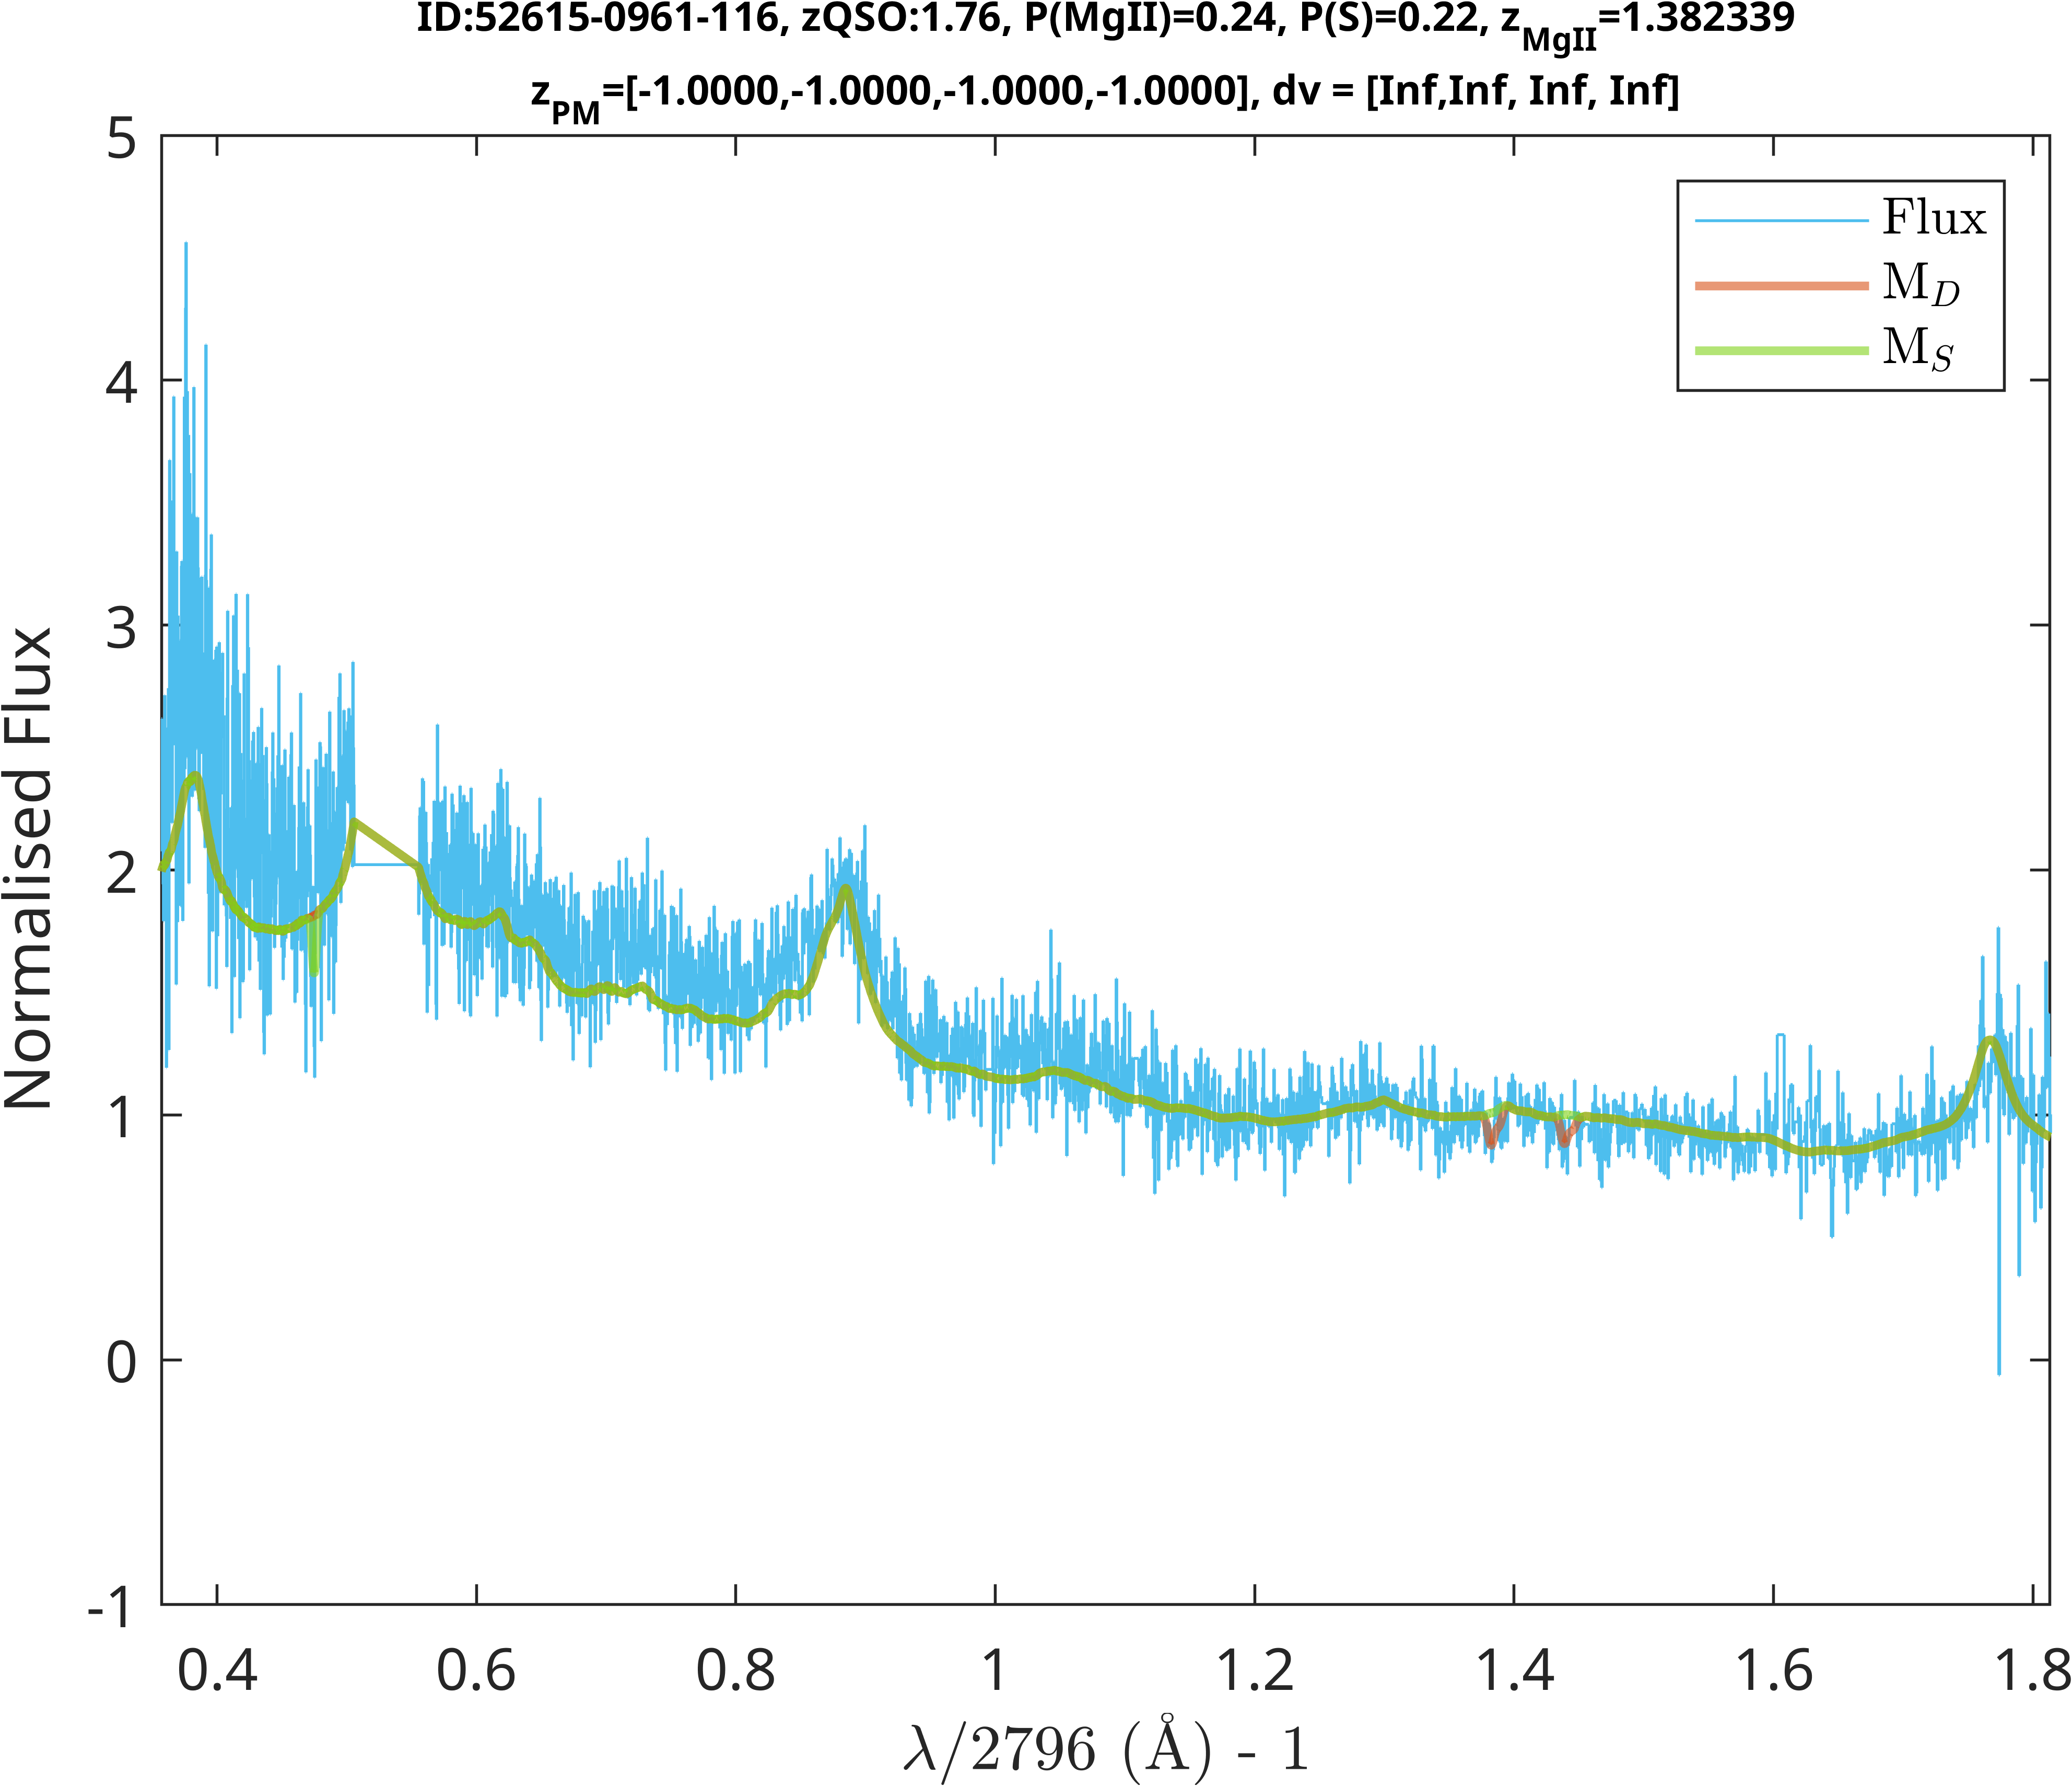 ID:52615-0961-116, zQSO:1.76, P(MgII)=0.24, P(S)=0.22, zMgII=1.382339
zPM=[-1.0000,-1.0000,-1.0000,-1.0000], dv = [Inf,Inf, Inf, Inf]
5
4
3
2
1
0
-1
Normalised Flux
Flux
MD
MS
0.4 0.6 0.8 1 1.2 1.4 1.6 1.8
λ/2796 (Å) - 1